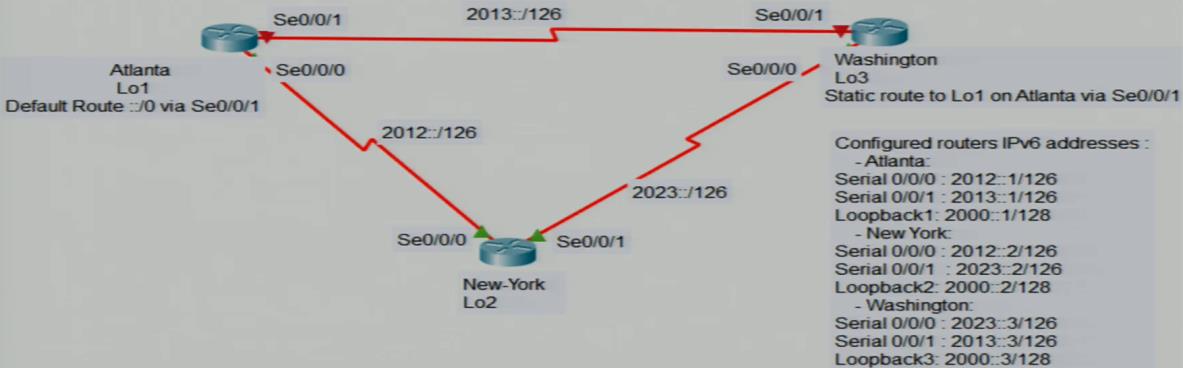 2013::/126
Se0/0/1
Se0/0/1
Atlanta
Lo1
Default Route ::/0 via Se0/0/1
Se0/0/0
Se0/0/0
Washington
Lo3
Static route to Lo1 on Atlanta via Se0/0/1
2012::/126
2023::/126
Se0/0/0
Se0/0/1
New-York
Lo2
Configured routers IPv6 addresses :
- Atlanta:
Serial 0/0/0 : 2012::1/126
Serial 0/0/1 : 2013::1/126
Loopback1: 2000::1/128
- New York:
Serial 0/0/0 : 2012::2/126
Serial 0/0/1 : 2023::2/126
Loopback2: 2000::2/128
- Washington:
Serial 0/0/0 : 2023::3/126
Serial 0/0/1 : 2013::3/126
Loopback3: 2000::3/128